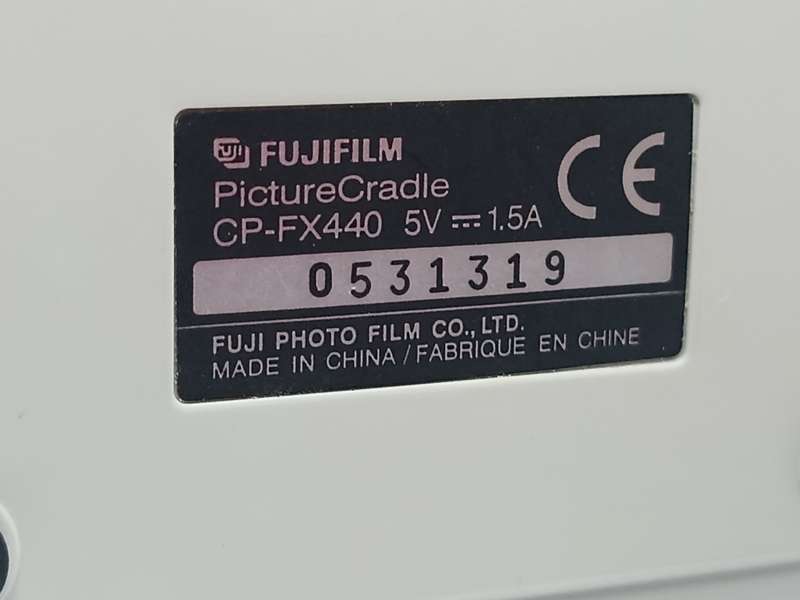 FUJI FUJIFILM
PictureCradle
CP-FX440 5V ⎓ 1.5A
CE
0531319
FUJI PHOTO FILM CO., LTD.
MADE IN CHINA / FABRIQUE EN CHINE